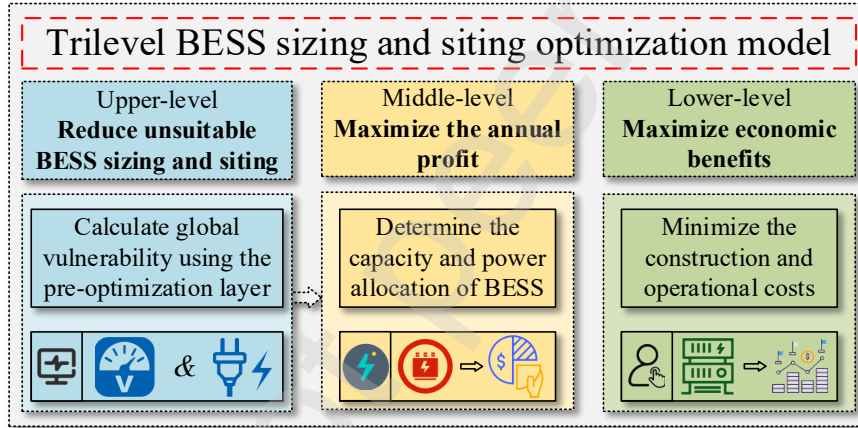 Trilevel BESS sizing and siting optimization model
Upper-level
Reduce unsuitable
BESS sizing and siting
Middle-level
Maximize the annual
profit
Lower-level
Maximize economic
benefits
Calculate global
vulnerability using the
pre-optimization layer
Determine the
capacity and power
allocation of BESS
Minimize the
construction and
operational costs
V
&
$
$